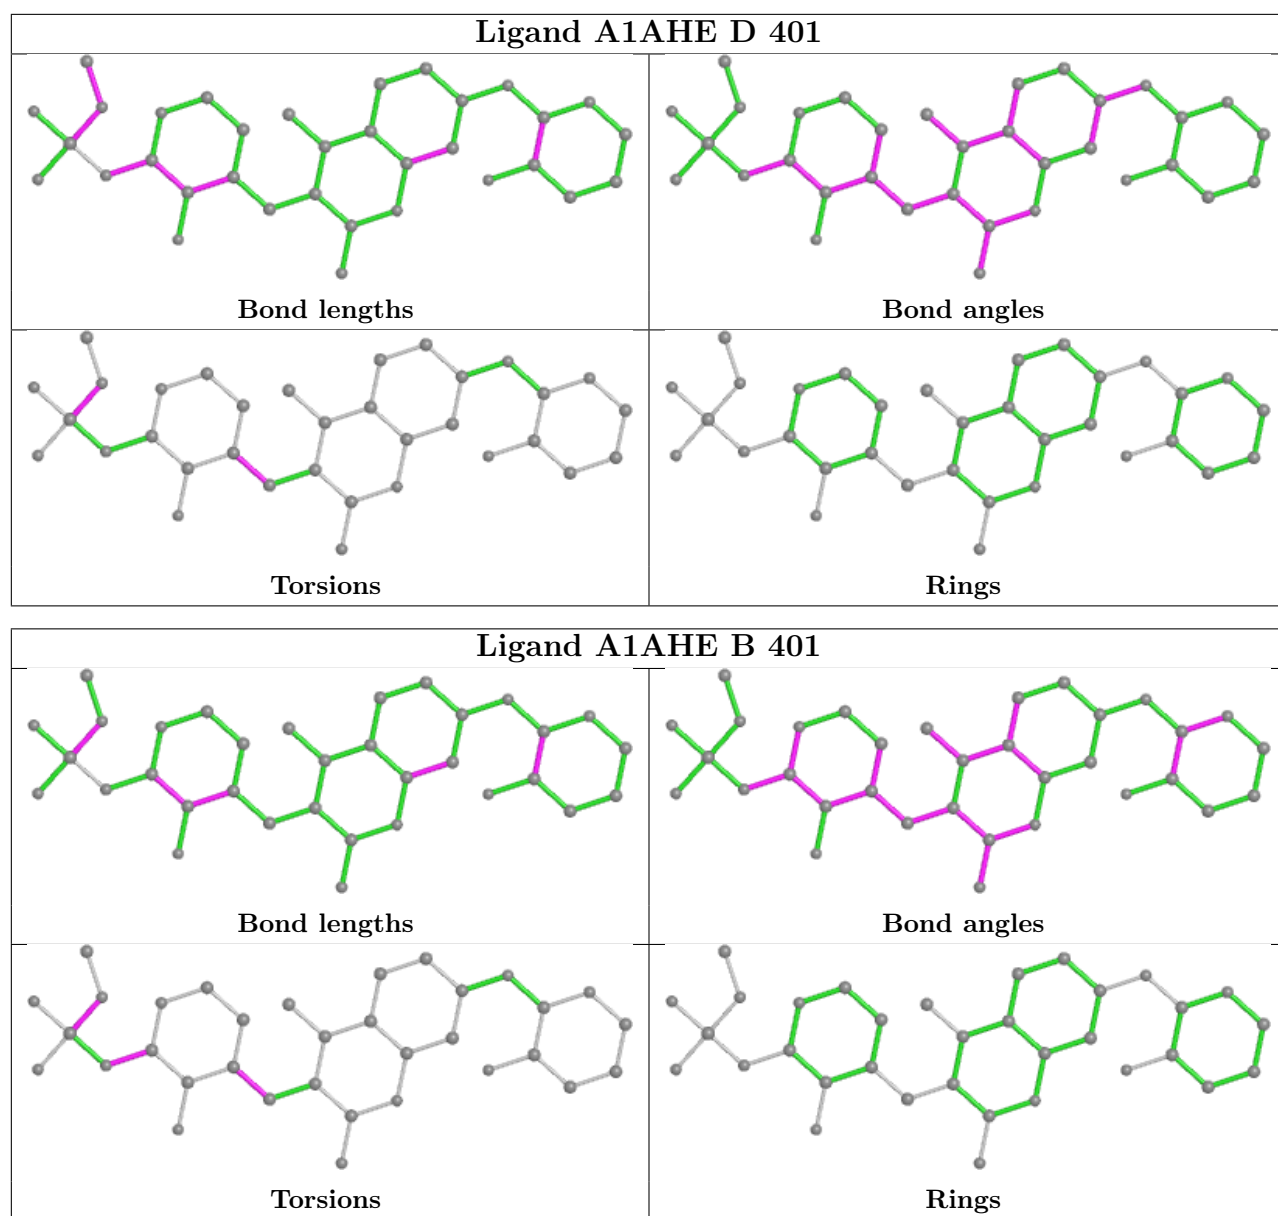 Ligand A1AHE D 401
Bond lengths
Bond angles
Torsions
Rings
Ligand A1AHE B 401
Bond lengths
Bond angles
Torsions
Rings